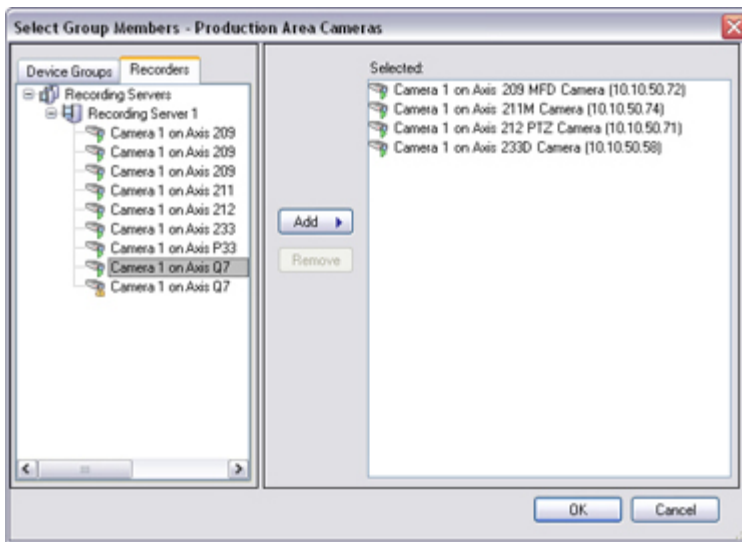 Select Group Members - Production Area Cameras
Device Groups
Recorders
Recording Servers
Recording Server 1
Camera 1 on Axis 209
Camera 1 on Axis 209
Camera 1 on Axis 209
Camera 1 on Axis 211
Camera 1 on Axis 212
Camera 1 on Axis 233
Camera 1 on Axis P33
Camera 1 on Axis Q7
Camera 1 on Axis Q7
Add
Remove
Selected:
Camera 1 on Axis 209 MFD Camera (10.10.50.72)
Camera 1 on Axis 211M Camera (10.10.50.74)
Camera 1 on Axis 212 PTZ Camera (10.10.50.71)
Camera 1 on Axis 233D Camera (10.10.50.58)
OK
Cancel